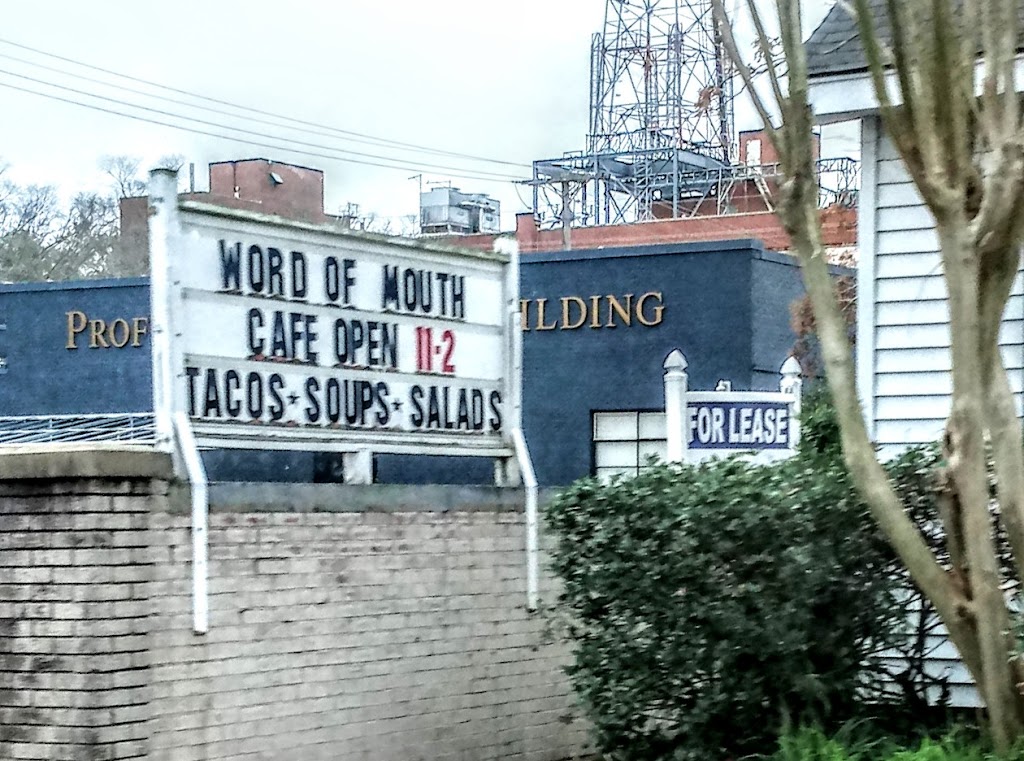 WORD OF MOUTH
CAFE OPEN 11-2
TACOS★SOUPS★SALADS
PROF
ILDING
FOR LEASE